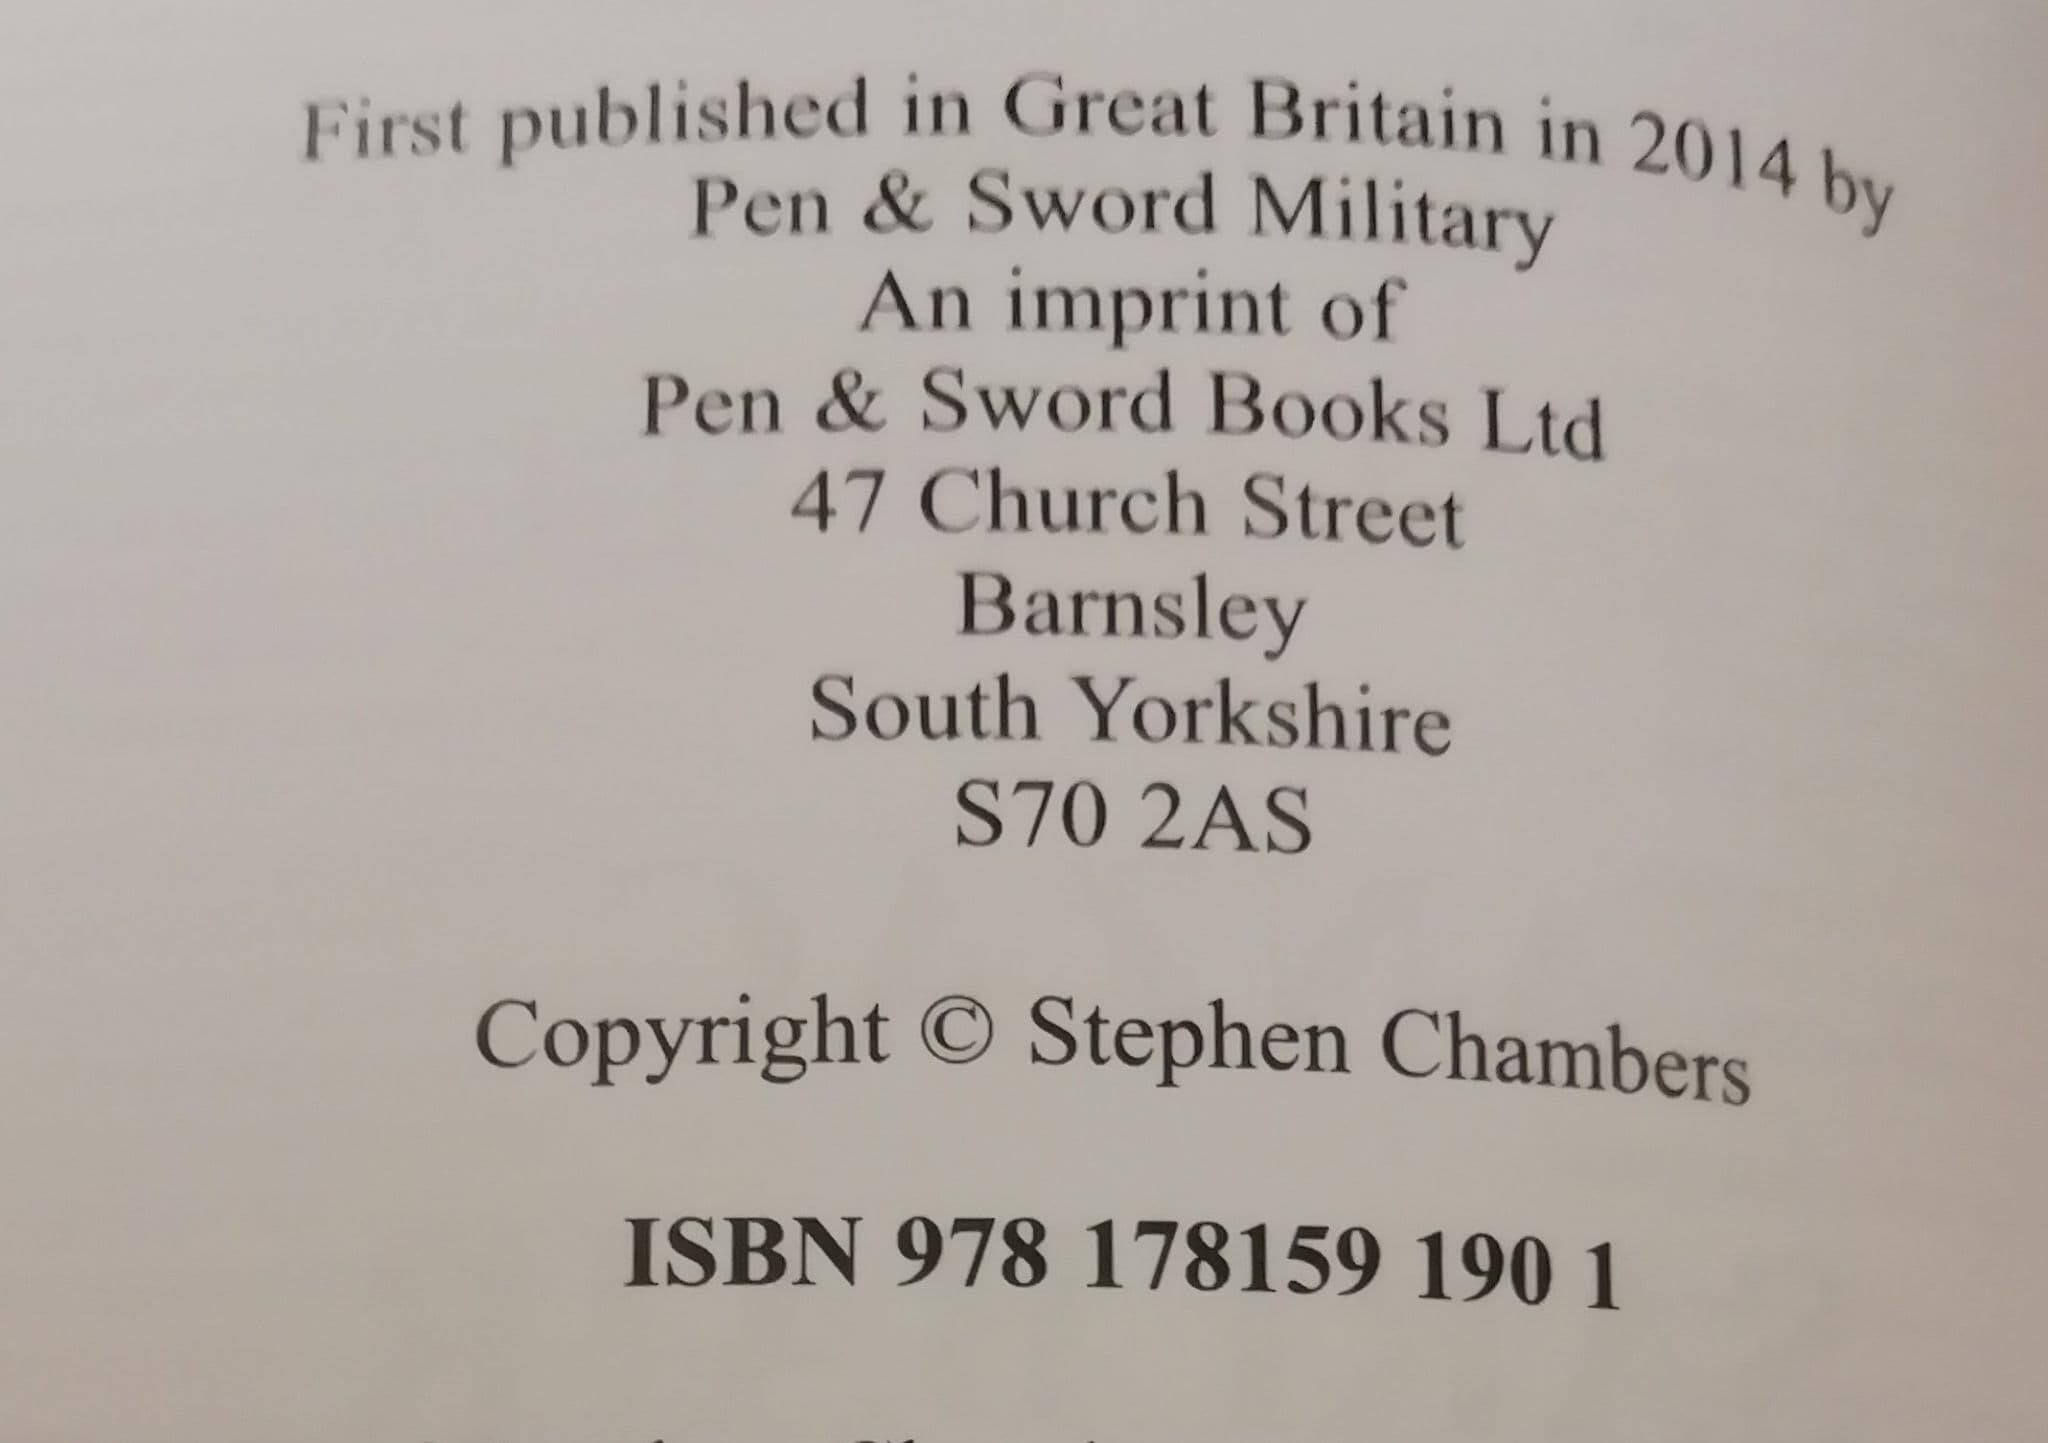 First published in Great Britain in 2014 by
Pen & Sword Military
An imprint of
Pen & Sword Books Ltd
47 Church Street
Barnsley
South Yorkshire
S70 2AS
Copyright © Stephen Chambers
ISBN 978 178159 190 1